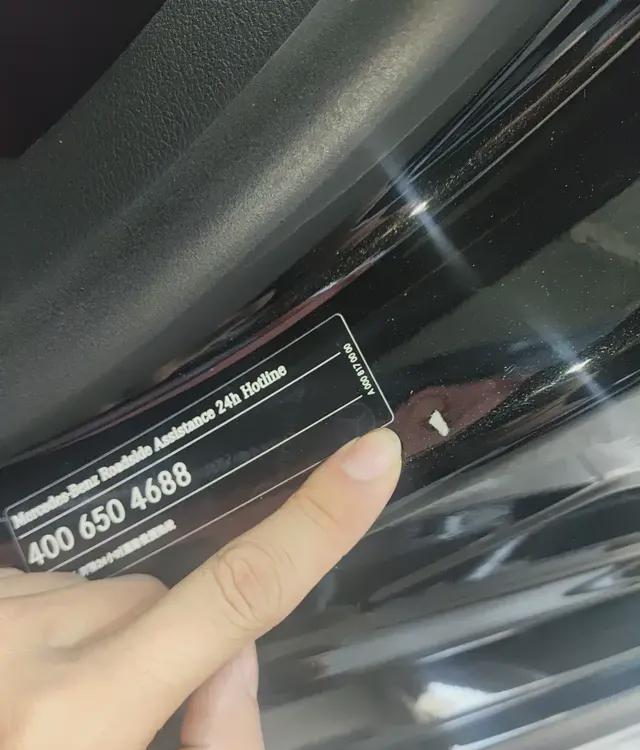 Mercedes-Benz Roadside Assistance 24h Hotline
400 650 4688
A 000 817 00 00